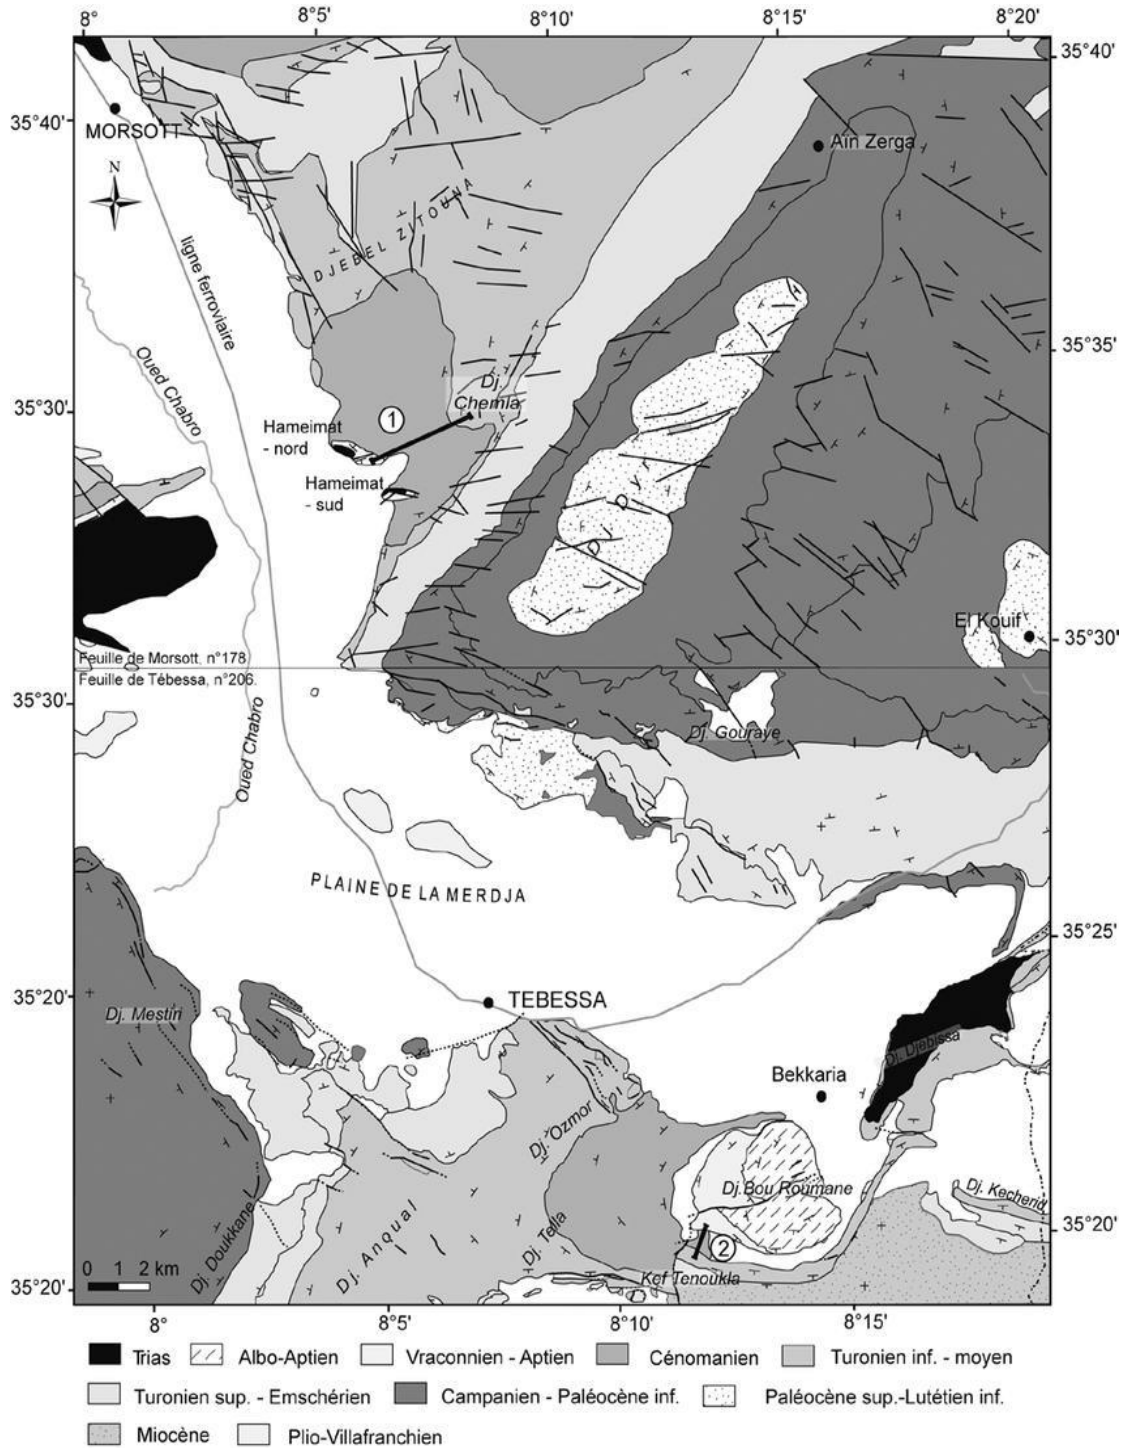 8° 8°5' 8°10' 8°15' 8°20'
35°40'
35°40'
MORSOTT
Aïn Zerga
N
DJEBEL ZITOUNA
ligne ferroviaire
Oued Chabro
35°35'
35°30'
Dj. Chemla
1
Hameimat
- nord
Hameimat
- sud
Dj Dyr
El Kouif
35°30'
Feuille de Morsott, n°178
Feuille de Tébessa, n°206.
35°30'
Oued Chabro
Dj. Gouraye
PLAINE DE LA MERDJA
35°25'
35°20'
TEBESSA
Dj. Mestiri
Dj. Djebissa
Bekkaria
Dj. Ozmor
Dj. Bou Roumane
Dj. Kecherid
Dj. Doukkane
Dj. Anoual
Dj. Tella
2
35°20'
Kef Tenoukla
0 1 2 km
35°20'
8° 8°5' 8°10' 8°15'
Trias Albo-Aptien Vraconnien - Aptien Cénomanien Turonien inf. - moyen
Turonien sup. - Emschérien Campanien - Paléocène inf. Paléocène sup.-Lutétien inf.
Miocène Plio-Villafranchien